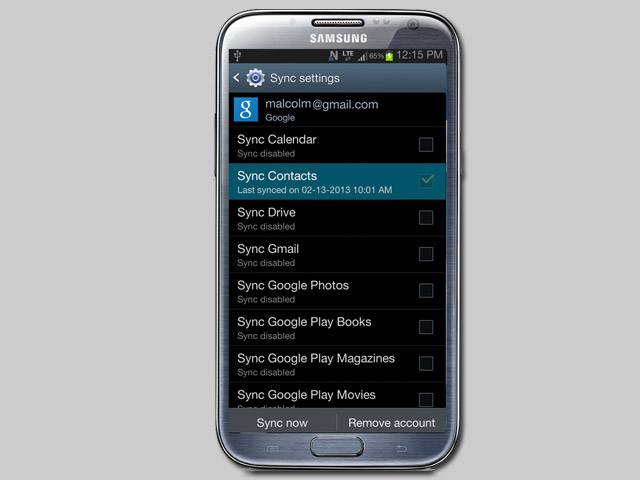 SAMSUNG
N LTE 65% 12:15 PM
Sync settings
g malcolm@gmail.com
Google
Sync Calendar
Sync disabled
Sync Contacts
Last synced on 02-13-2013 10:01 AM
Sync Drive
Sync disabled
Sync Gmail
Sync disabled
Sync Google Photos
Sync disabled
Sync Google Play Books
Sync disabled
Sync Google Play Magazines
Sync disabled
Sync Google Play Movies
Sync disabled
Sync now Remove account